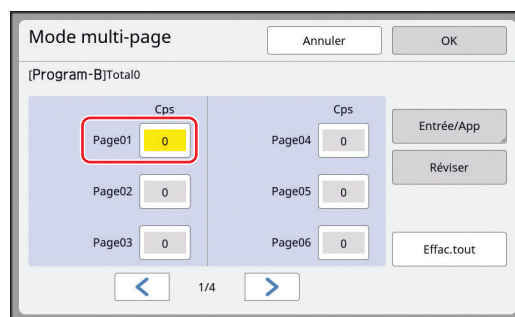 Mode multi-page
Annuler
OK
[Program-B]Total0
Cps
Cps
Page01 0
Page04 0
Entrée/App
Réviser
Page02 0
Page05 0
Page03 0
Page06 0
Effac.tout
1/4